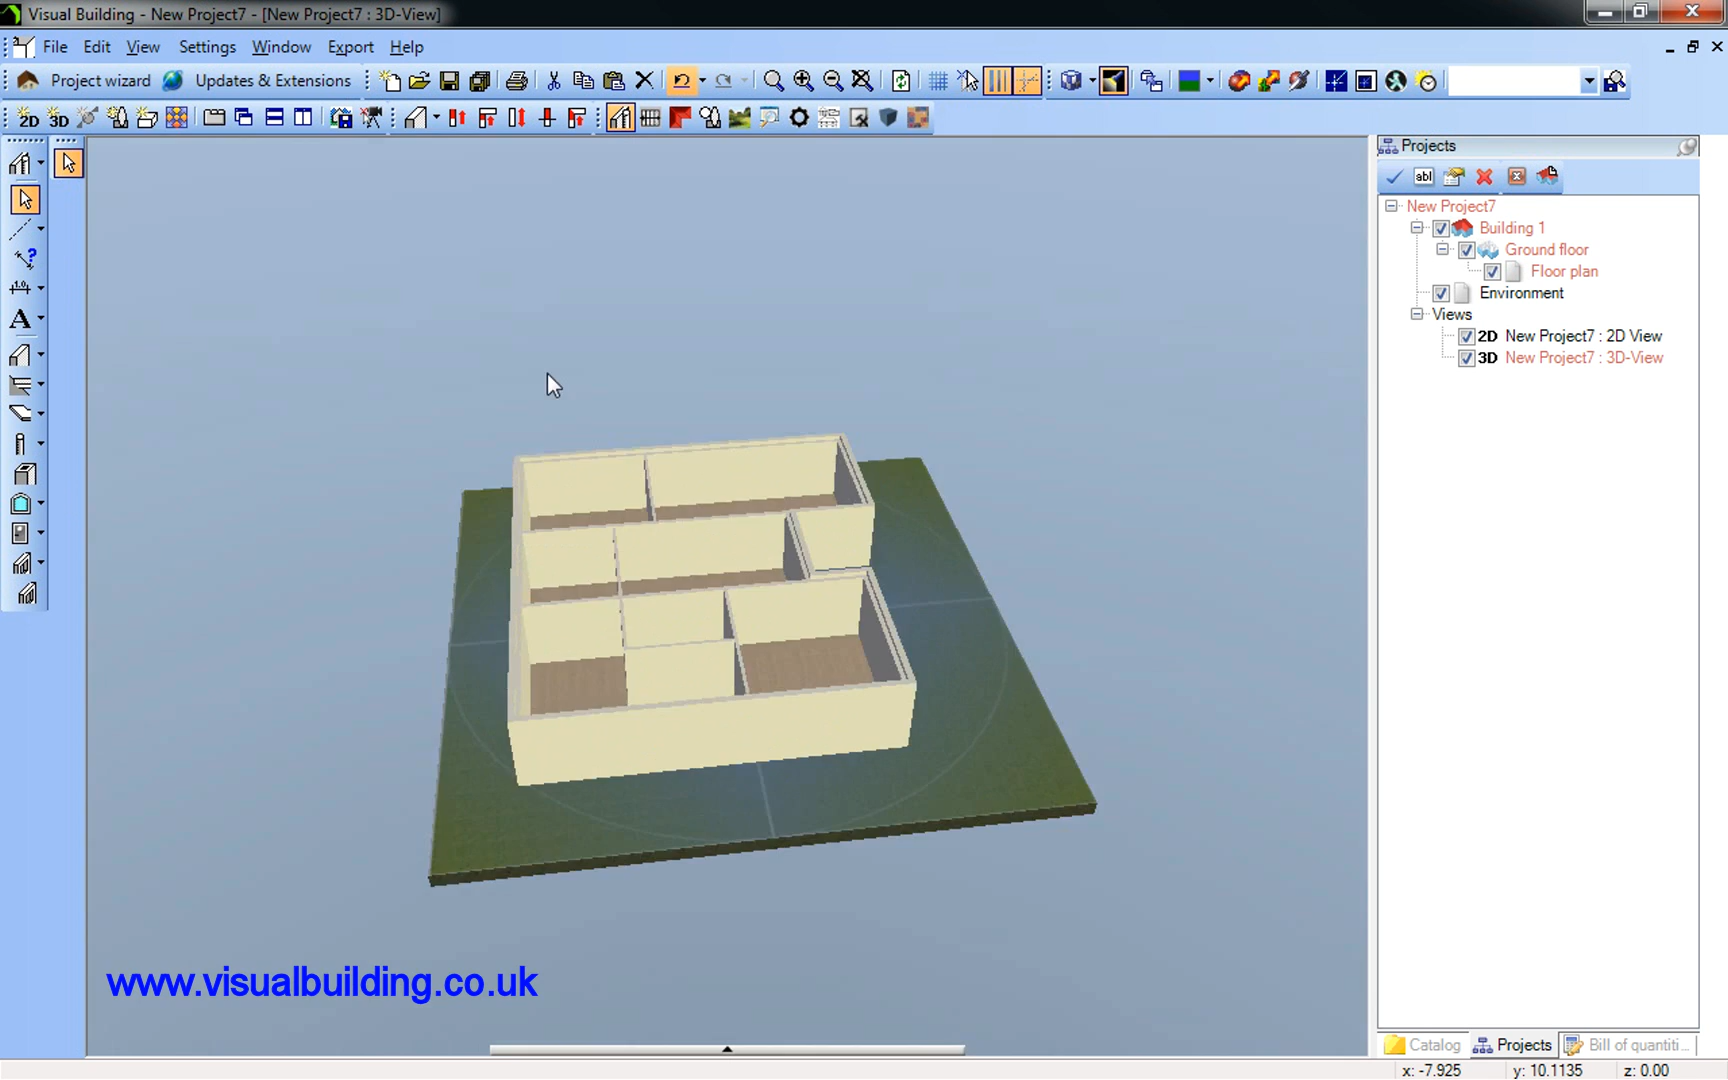 Visual Building - New Project7 - [New Project7 : 3D-View]
File Edit View Settings Window Export Help
Project wizard Updates & Extensions
2D 3D
Projects
abl
New Project7
Building 1
Ground floor
Floor plan
Environment
Views
2D New Project7 : 2D View
3D New Project7 : 3D-View
A
www.visualbuilding.co.uk
Catalog Projects Bill of quantiti...
x: -7.925 y: 10.1135 z: 0.00